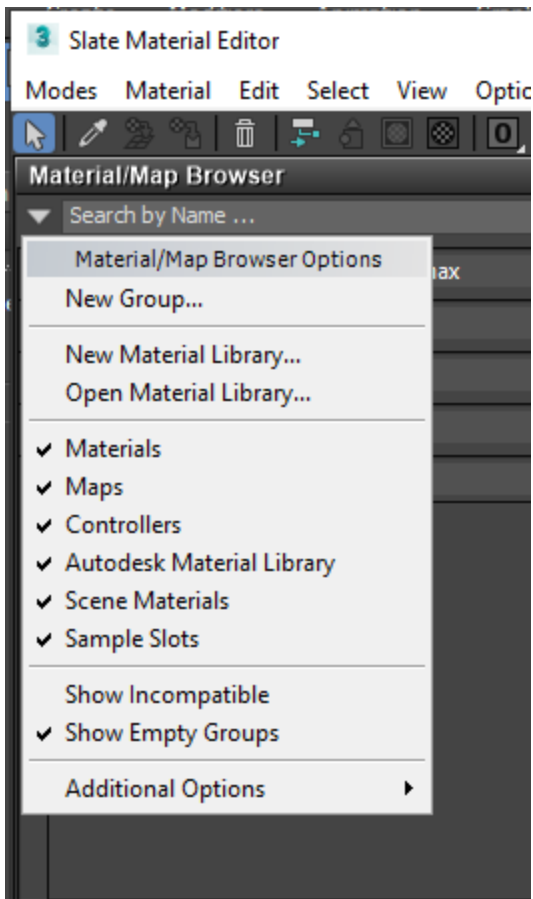 Slate Material Editor
Modes Material Edit Select View
0
Material/Map Browser
Search by Name ...
Material/Map Browser Options
New Group...
New Material Library...
Open Material Library...
Materials
Maps
Controllers
Autodesk Material Library
Scene Materials
Sample Slots
Show Incompatible
Show Empty Groups
Additional Options